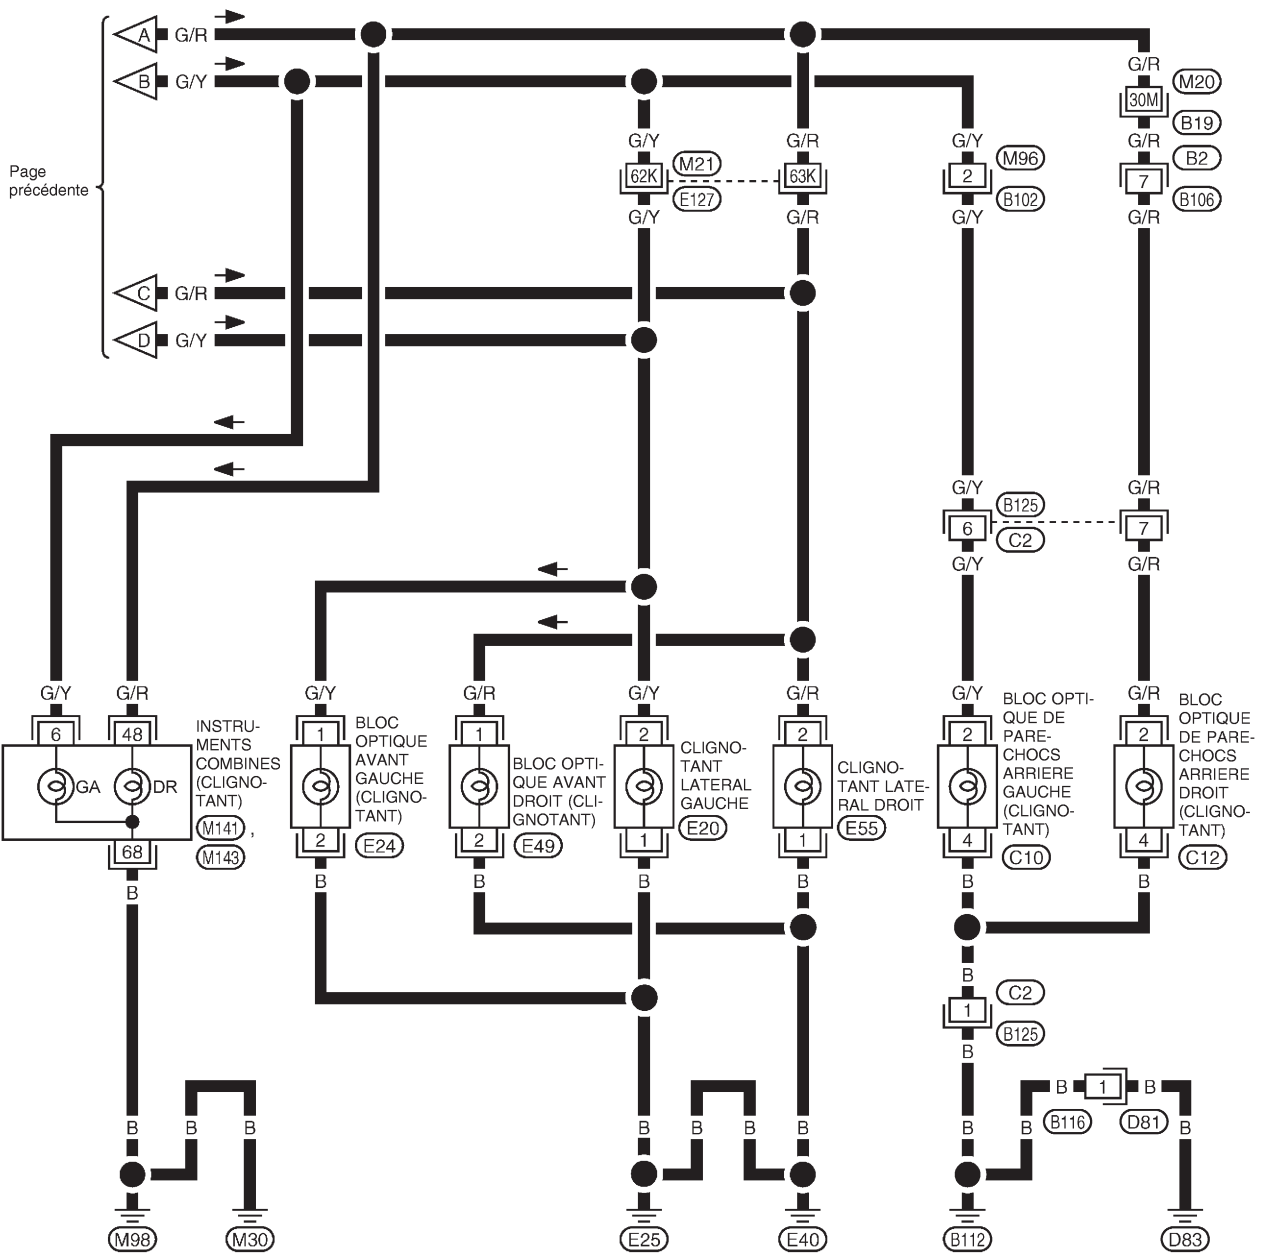 A G/R
B G/Y
G/R
M20
30M
B19
G/Y
G/R
G/Y
M96
G/R
B2
Page
précédente
62K
M21
63K
2
7
E127
B102
B106
G/Y
G/R
G/Y
G/R
C G/R
D G/Y
G/Y
B125
G/R
6
7
C2
G/Y
G/R
G/Y
G/R
G/Y
G/R
G/Y
G/R
G/Y
G/R
6
48
1
1
2
2
2
2
GA
DR
INSTRU-
MENTS
COMBINES
(CLIGNO-
TANT)
M141 ,
M143
BLOC
OPTIQUE
AVANT
GAUCHE
(CLIGNO-
TANT)
E24
BLOC OPTI-
QUE AVANT
DROIT (CLI-
GNOTANT)
E49
CLIGNO-
TANT
LATERAL
GAUCHE
E20
CLIGNO-
TANT LATE-
RAL DROIT
E55
BLOC OPTI-
QUE DE
PARE-
CHOCS
ARRIERE
GAUCHE
(CLIGNO-
TANT)
C10
BLOC
OPTIQUE
DE PARE-
CHOCS
ARRIERE
DROIT
(CLIGNO-
TANT)
C12
68
2
2
1
1
4
4
B
B
B
B
B
B
B
B
C2
1
B125
B
B
1
B
B116
D81
B
B
B
B
B
B
B
B
B
B
B
M98
M30
E25
E40
B112
D83